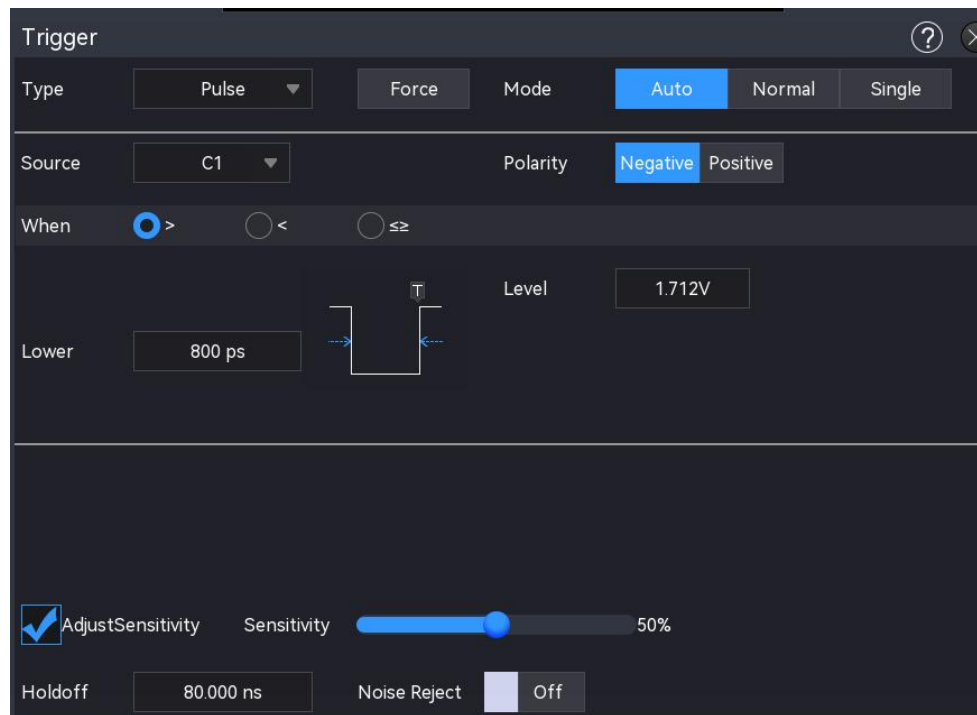 Trigger ?
Type Pulse Force Mode Auto Normal Single
Source C1 Polarity Negative Positive
When > < ≤≥
T
Level 1.712V
Lower 800 ps
AdjustSensitivity Sensitivity 50%
Holdoff 80.000 ns Noise Reject Off